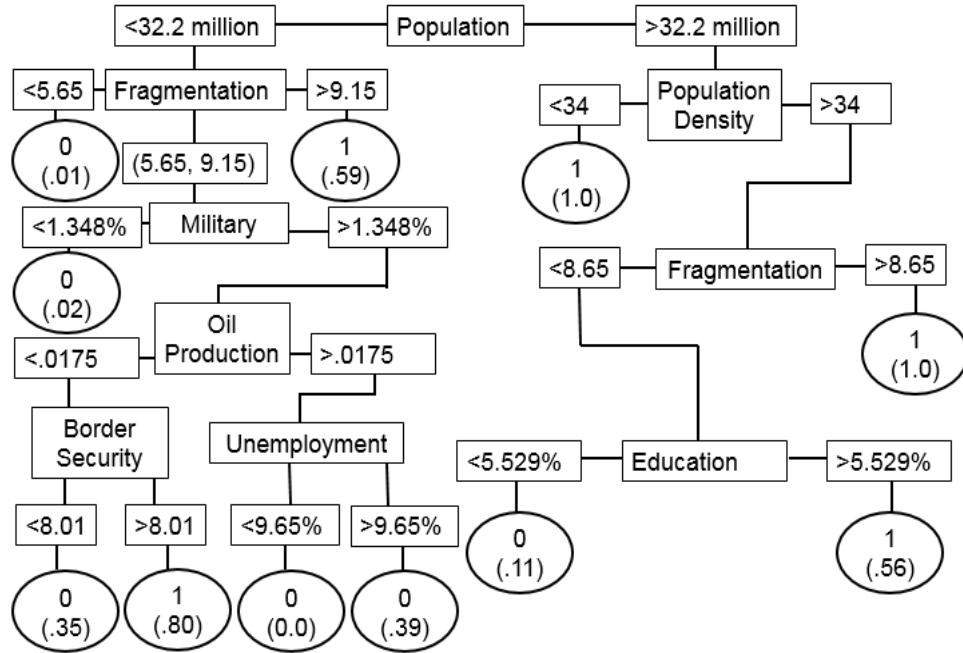 <32.2 million
Population
>32.2 million
<5.65
Fragmentation
>9.15
<34
Population
Density
>34
0
(.01)
(5.65, 9.15)
1
(.59)
1
(1.0)
<1.348%
Military
>1.348%
<8.65
Fragmentation
>8.65
0
(.02)
Oil
Production
<.0175
>.0175
1
(1.0)
Border
Security
Unemployment
<5.529%
Education
>5.529%
<8.01
>8.01
<9.65%
>9.65%
0
(.11)
1
(.56)
0
(.35)
1
(.80)
0
(0.0)
0
(.39)